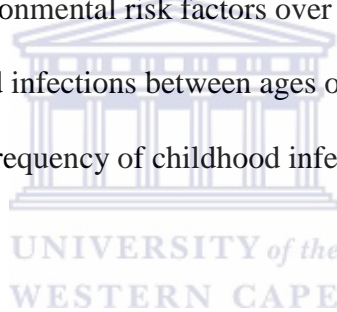 onmental risk factors over
infections between ages o
requency of childhood infe
UNIVERSITY of the
WESTERN CAPE